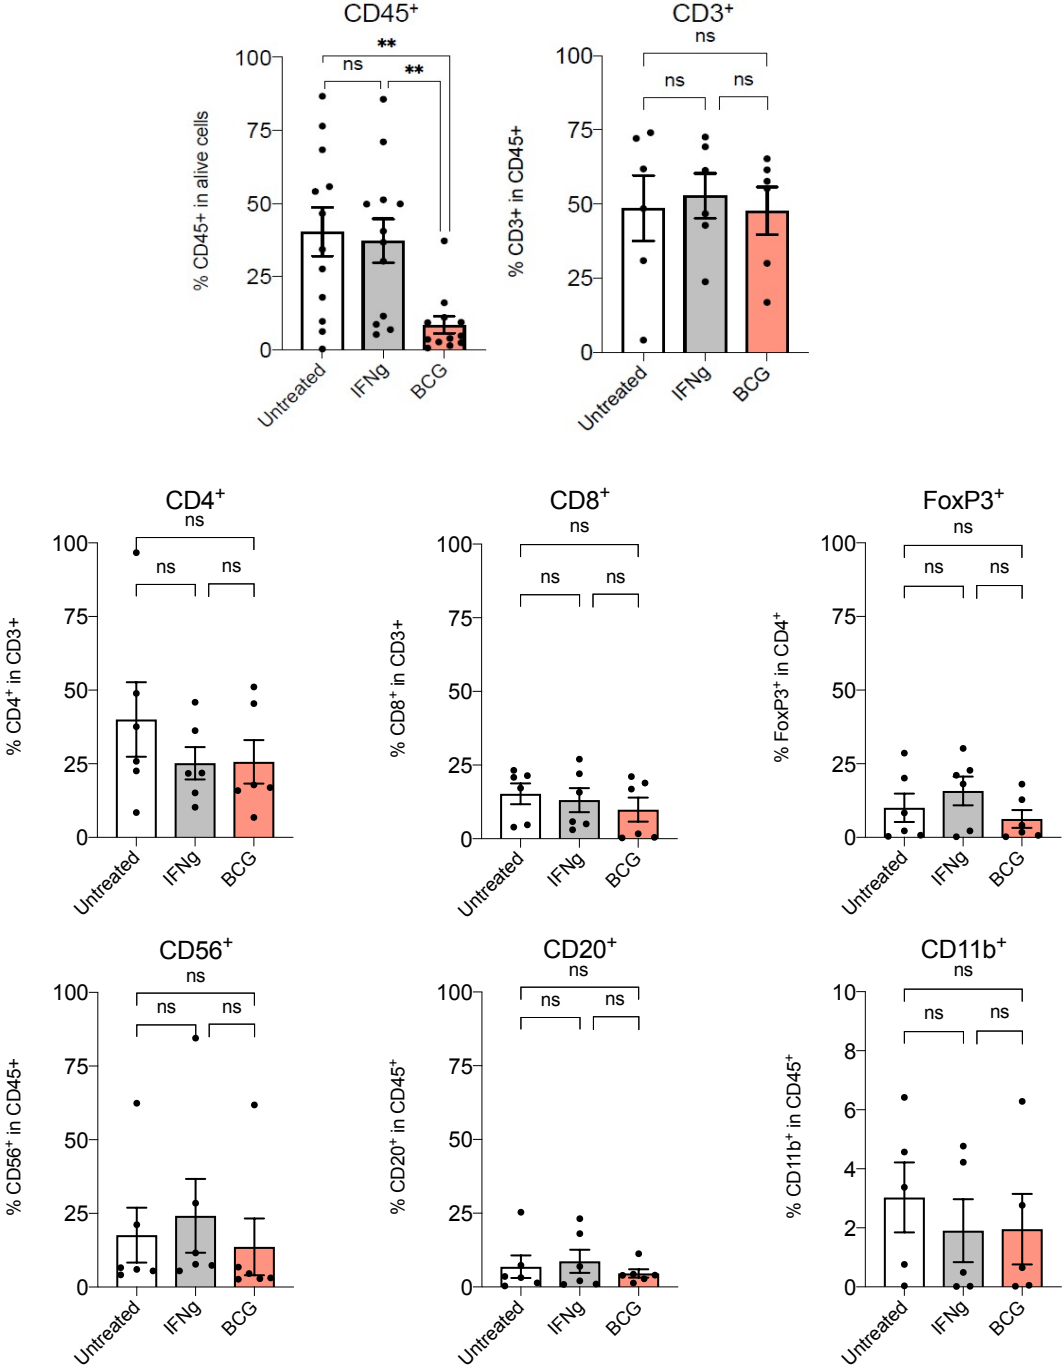 CD45+ CD3+
ns
**
ns ** ns ns
100 100
75 75
50 50
25 25
0 0
% CD45+ in alive cells
% CD3+ in CD45+
Untreated IFNg BCG Untreated IFNg BCG
CD4+ CD8+ FoxP3+
ns ns ns
ns ns ns ns ns ns
100 100 100
75 75 75
50 50 50
25 25 25
0 0 0
% CD4+ in CD3+
% CD8+ in CD3+
% FoxP3+ in CD4+
Untreated IFNg BCG Untreated IFNg BCG Untreated IFNg BCG
CD56+ CD20+ CD11b+
ns ns ns
ns ns ns ns ns ns
100 100 10
75 75 8
50 50 6
25 25 4
0 0 2
0
% CD56+ in CD45+
% CD20+ in CD45+
% CD11b+ in CD45+
Untreated IFNg BCG Untreated IFNg BCG Untreated IFNg BCG